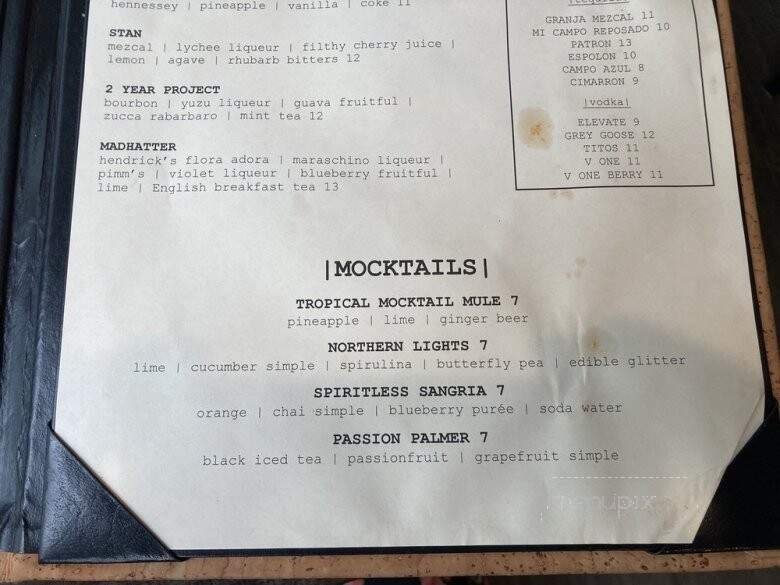 hennessey | pineapple | vanilla | coke 11
STAN
mezcal | lychee liqueur | filthy cherry juice |
lemon | agave | rhubarb bitters 12
2 YEAR PROJECT
bourbon | yuzu liqueur | guava fruitful |
zucca rabarbaro | mint tea 12
MADHATTER
hendrick's flora adora | maraschino liqueur |
pimm's | violet liqueur | blueberry fruitful |
lime | English breakfast tea 13
|tequila|
GRANJA MEZCAL 11
MI CAMPO REPOSADO 10
PATRON 13
ESPOLON 10
CAMPO AZUL 8
CIMARRON 9
|vodka|
ELEVATE 9
GREY GOOSE 12
TITOS 11
V ONE 11
V ONE BERRY 11
|MOCKTAILS|
TROPICAL MOCKTAIL MULE 7
pineapple | lime | ginger beer
NORTHERN LIGHTS 7
lime | cucumber simple | spirulina | butterfly pea | edible glitter
SPIRITLESS SANGRIA 7
orange | chai simple | blueberry purée | soda water
PASSION PALMER 7
black iced tea | passionfruit | grapefruit simple
menupix